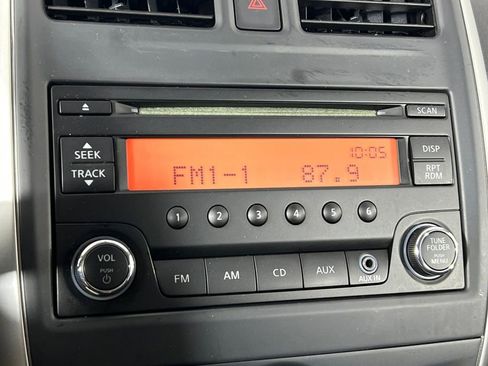 SCAN
SEEK
TRACK
10:05
FM1-1 87.9
DISP
RPT
RDM
1 2 3 4 5 6
VOL
PUSH
FM AM CD AUX
AUX IN
TUNE
FOLDER
PUSH
MENU